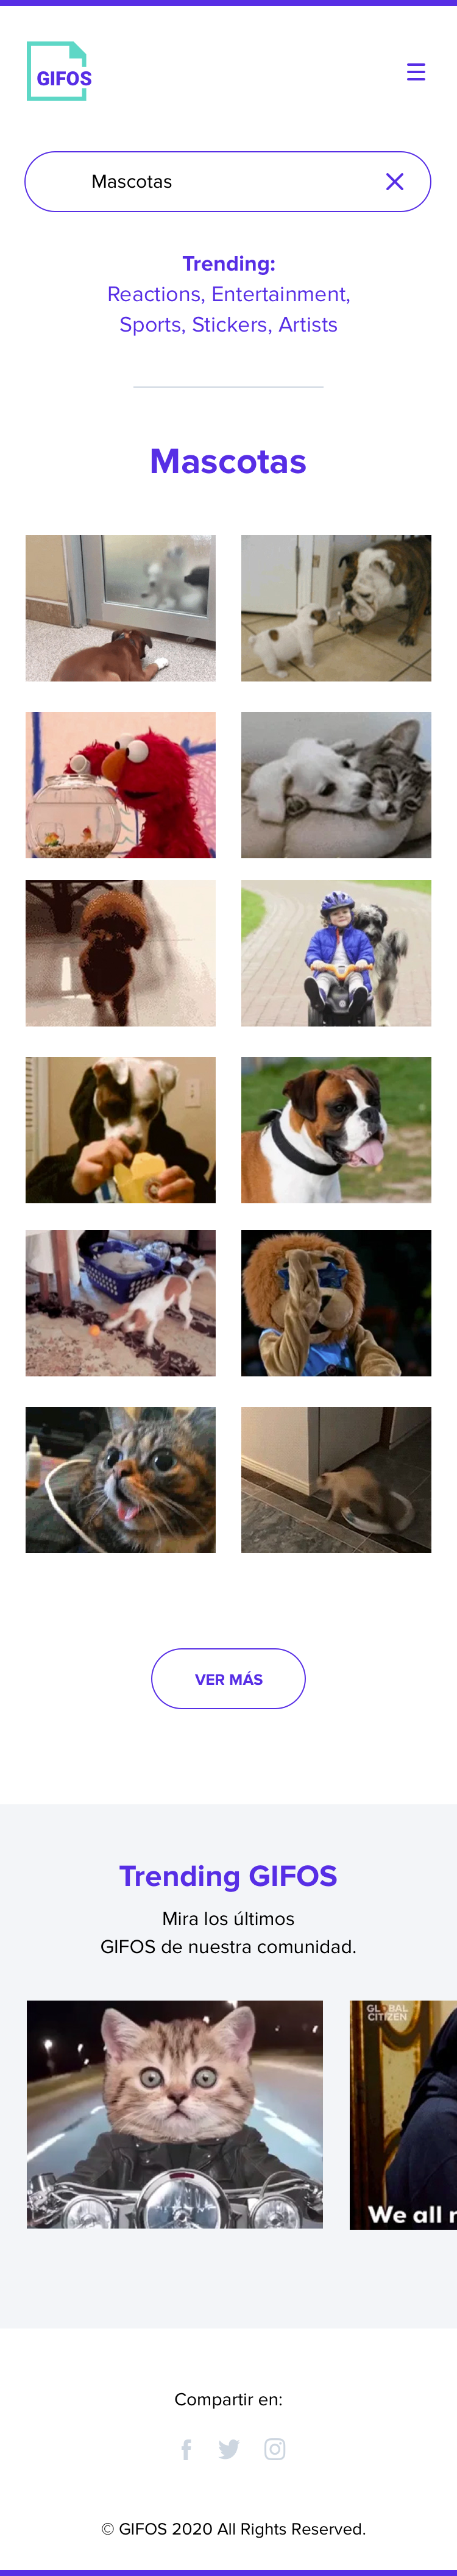 GIFOS
Mascotas
Trending:
Reactions, Entertainment,
Sports, Stickers, Artists
Mascotas
VER MÁS
Trending GIFOS
Mira los últimos
GIFOS de nuestra comunidad.
GLOBAL
CITIZEN
We all
Compartir en:
© GIFOS 2020 All Rights Reserved.